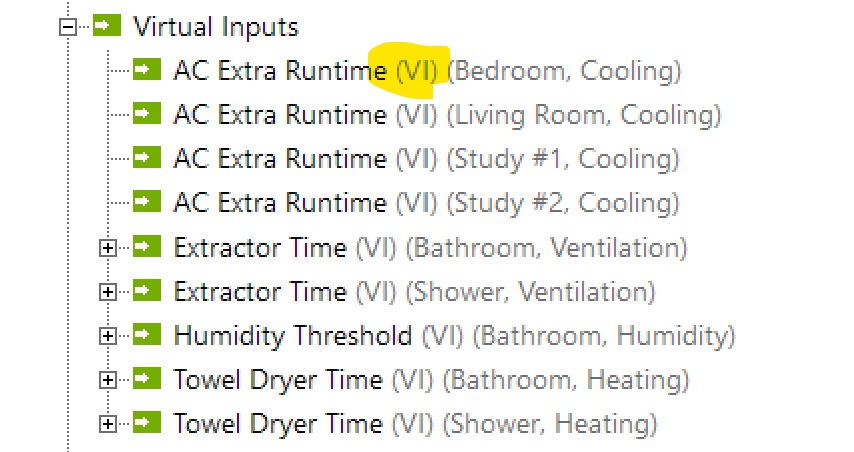 Virtual Inputs
AC Extra Runtime (VI) (Bedroom, Cooling)
AC Extra Runtime (VI) (Living Room, Cooling)
AC Extra Runtime (VI) (Study #1, Cooling)
AC Extra Runtime (VI) (Study #2, Cooling)
Extractor Time (VI) (Bathroom, Ventilation)
Extractor Time (VI) (Shower, Ventilation)
Humidity Threshold (VI) (Bathroom, Humidity)
Towel Dryer Time (VI) (Bathroom, Heating)
Towel Dryer Time (VI) (Shower, Heating)